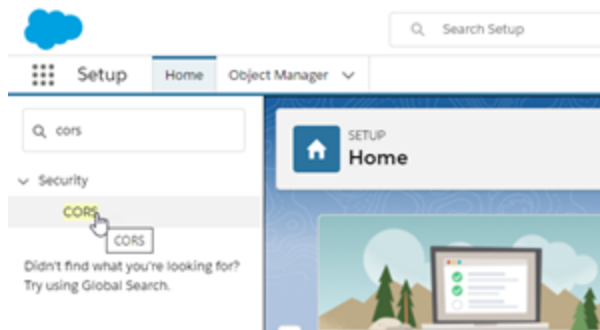 Search Setup
Setup Home Object Manager
cors
SETUP
Home
Security
CORS
CORS
Didn't find what you're looking for?
Try using Global Search.